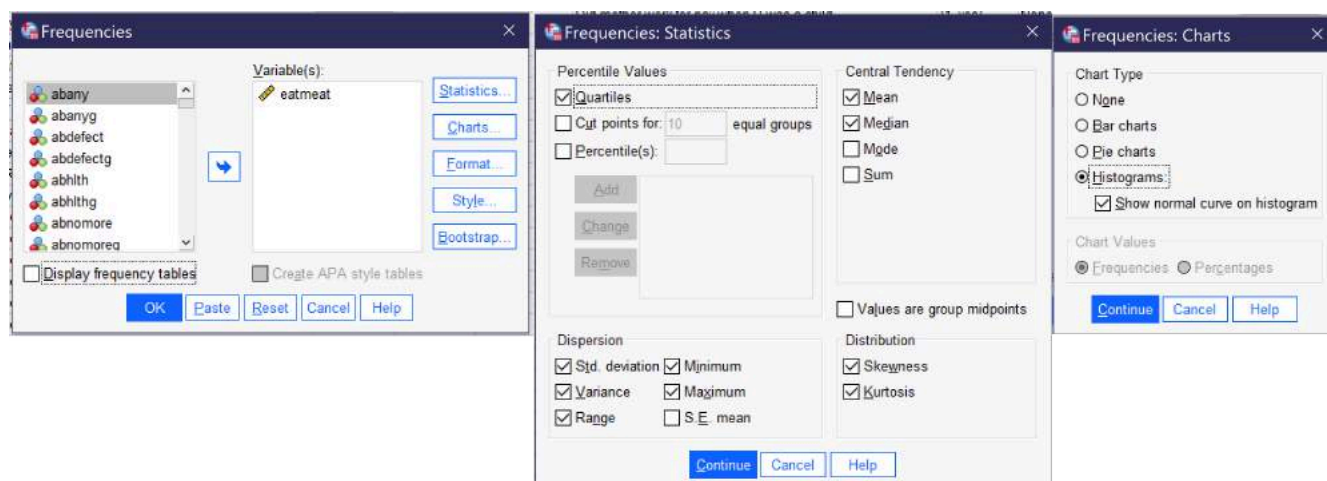 Frequencies
Variable(s):
abany
abanyg
abdefect
abdefectg
abhlth
abhlthg
abnomore
abnomoreg
eatmeat
Statistics...
Charts...
Format...
Style...
Bootstrap...
Display frequency tables
Create APA style tables
OK Paste Reset Cancel Help
Frequencies: Statistics
Percentile Values
Quartiles
Cut points for: 10 equal groups
Percentile(s):
Add
Change
Remove
Central Tendency
Mean
Median
Mode
Sum
Values are group midpoints
Dispersion
Std. deviation Minimum
Variance Maximum
Range S.E. mean
Distribution
Skewness
Kurtosis
Continue Cancel Help
Frequencies: Charts
Chart Type
None
Bar charts
Pie charts
Histograms:
Show normal curve on histogram
Chart Values
Frequencies Percentages
Continue Cancel Help